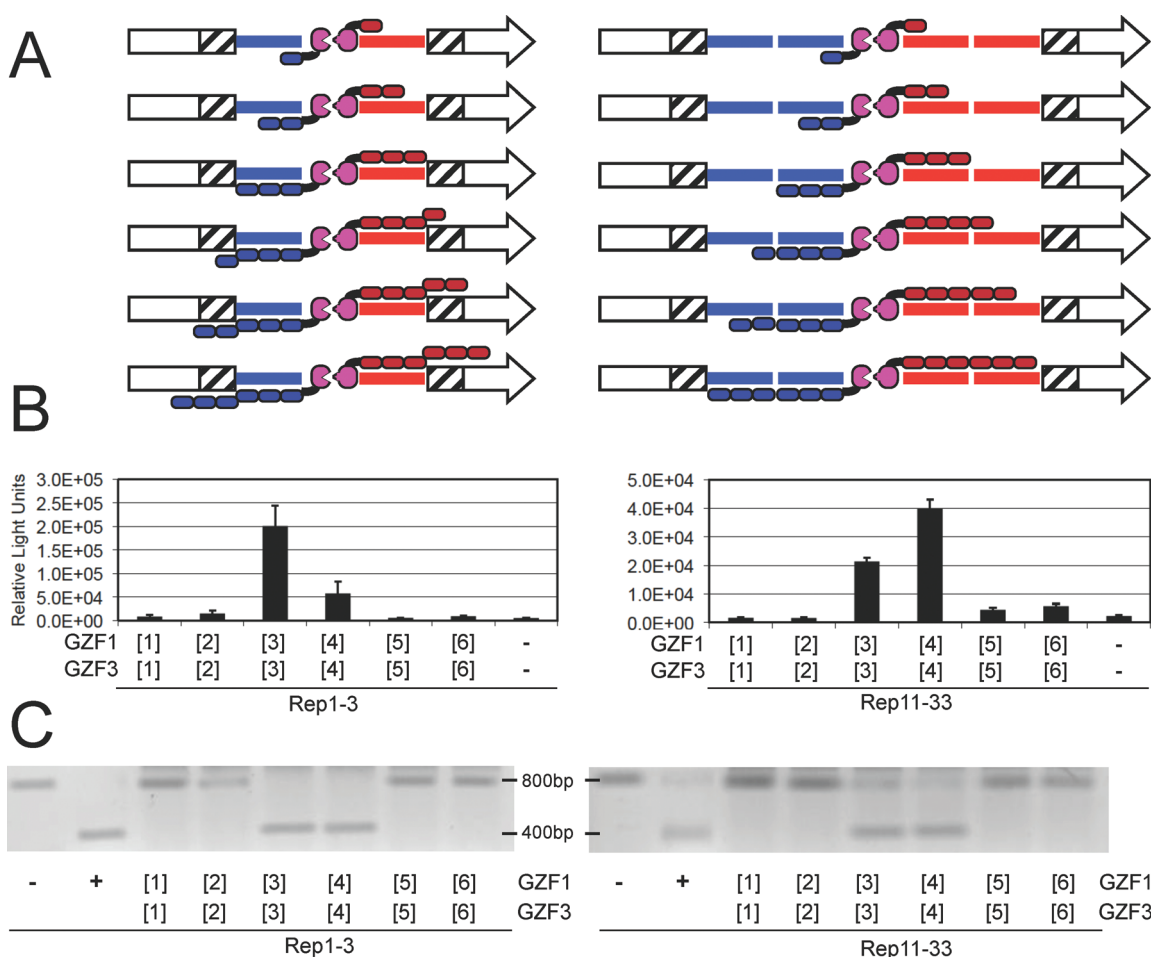 A
B
Relative Light Units
3.0E+05
2.5E+05
2.0E+05
1.5E+05
1.0E+05
5.0E+04
0.0E+00
GZF1 [1] [2] [3] [4] [5] [6] -
GZF3 [1] [2] [3] [4] [5] [6] -
Rep1-3
5.0E+04
4.0E+04
3.0E+04
2.0E+04
1.0E+04
0.0E+00
GZF1 [1] [2] [3] [4] [5] [6] -
GZF3 [1] [2] [3] [4] [5] [6] -
Rep11-33
C
800bp
400bp
- + [1] [2] [3] [4] [5] [6] GZF1
[1] [2] [3] [4] [5] [6] GZF3
Rep1-3
- + [1] [2] [3] [4] [5] [6] GZF1
[1] [2] [3] [4] [5] [6] GZF3
Rep11-33